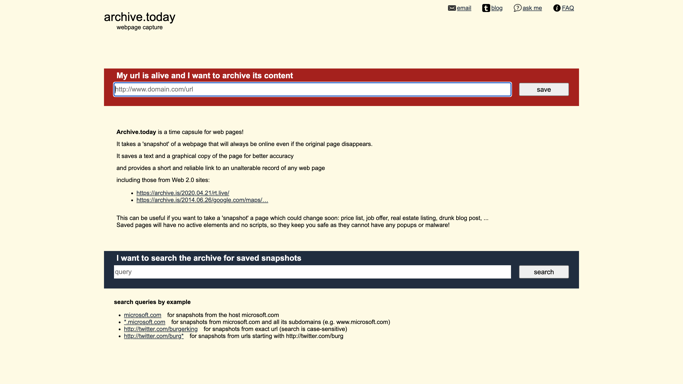 email blog ask me FAQ
archive.today
webpage capture
My url is alive and I want to archive its content
http://www.domain.com/url save
Archive.today is a time capsule for web pages!
It takes a 'snapshot' of a webpage that will always be online even if the original page disappears.
It saves a text and a graphical copy of the page for better accuracy
and provides a short and reliable link to an unalterable record of any web page
including those from Web 2.0 sites:
https://archive.is/2020.04.21/rt.live/
https://archive.is/2014.06.26/google.com/maps/…
This can be useful if you want to take a 'snapshot' a page which could change soon: price list, job offer, real estate listing, drunk blog post, ...
Saved pages will have no active elements and no scripts, so they keep you safe as they cannot have any popups or malware!
I want to search the archive for saved snapshots
query search
search queries by example
microsoft.com for snapshots from the host microsoft.com
*.microsoft.com for snapshots from microsoft.com and all its subdomains (e.g. www.microsoft.com)
http://twitter.com/burgerking for snapshots from exact url (search is case-sensitive)
http://twitter.com/burg* for snapshots from urls starting with http://twitter.com/burg